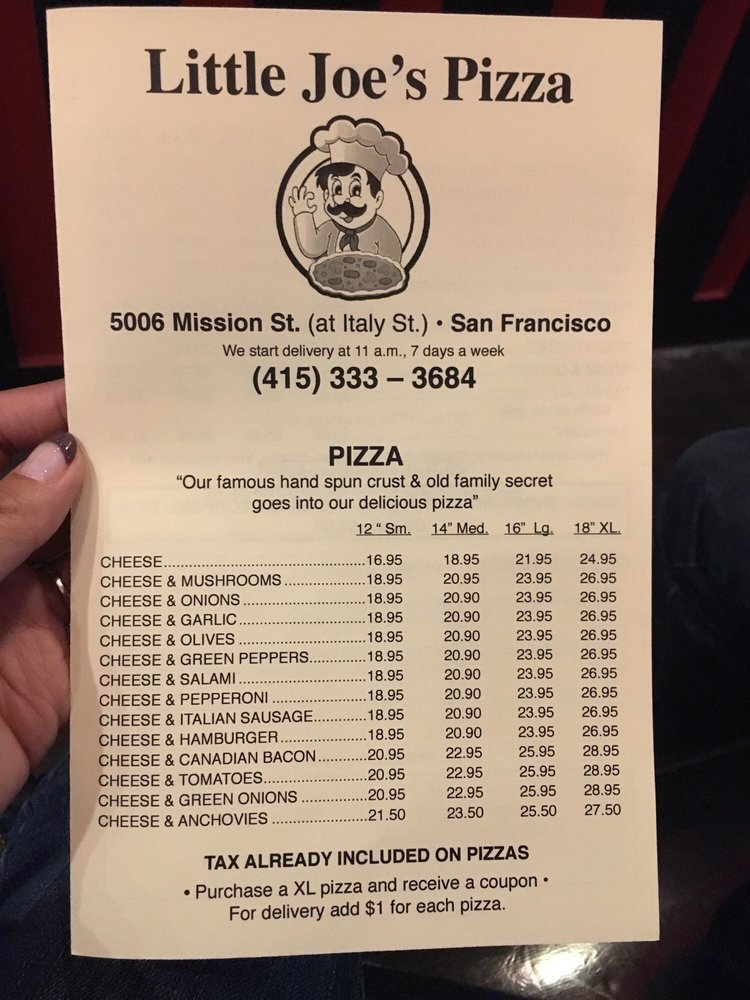 Little Joe's Pizza
5006 Mission St. (at Italy St.) • San Francisco
We start delivery at 11 a.m., 7 days a week
(415) 333 – 3684
PIZZA
“Our famous hand spun crust & old family secret
goes into our delicious pizza”
12 “ Sm. 14” Med. 16” Lg. 18” XL.
CHEESE................................................16.95 18.95 21.95 24.95
CHEESE & MUSHROOMS ...................18.95 20.95 23.95 26.95
CHEESE & ONIONS .............................18.95 20.90 23.95 26.95
CHEESE & GARLIC..............................18.95 20.90 23.95 26.95
CHEESE & OLIVES ..............................18.95 20.90 23.95 26.95
CHEESE & GREEN PEPPERS.............18.95 20.90 23.95 26.95
CHEESE & SALAMI ..............................18.95 20.90 23.95 26.95
CHEESE & PEPPERONI ......................18.95 20.90 23.95 26.95
CHEESE & ITALIAN SAUSAGE............18.95 20.90 23.95 26.95
CHEESE & HAMBURGER ....................18.95 20.90 23.95 26.95
CHEESE & CANADIAN BACON............20.95 22.95 25.95 28.95
CHEESE & TOMATOES.........................20.95 22.95 25.95 28.95
CHEESE & GREEN ONIONS ................20.95 22.95 25.95 28.95
CHEESE & ANCHOVIES .......................21.50 23.50 25.50 27.50
TAX ALREADY INCLUDED ON PIZZAS
• Purchase a XL pizza and receive a coupon •
For delivery add $1 for each pizza.